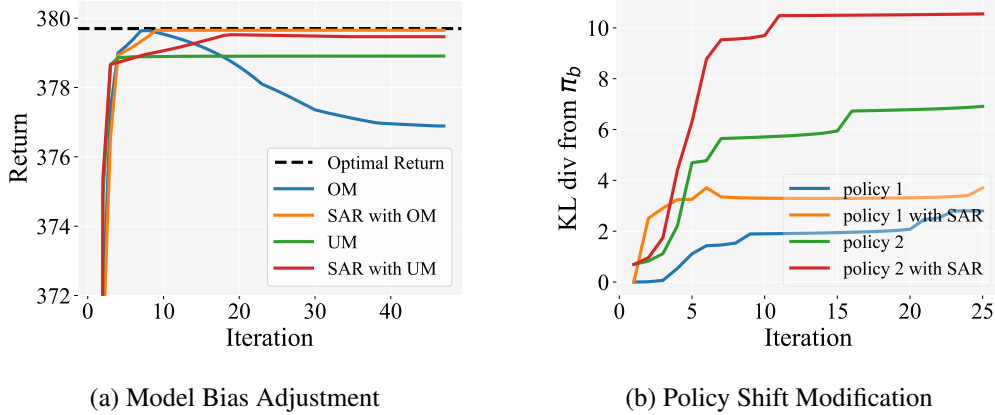 380
378
376
374
372
Return
0
10
20
30
40
Iteration
Optimal Return
OM
SAR with OM
UM
SAR with UM
(a) Model Bias Adjustment
10
8
6
4
2
0
KL div from π_b
0
5
10
15
20
25
Iteration
policy 1
policy 1 with SAR
policy 2
policy 2 with SAR
(b) Policy Shift Modification